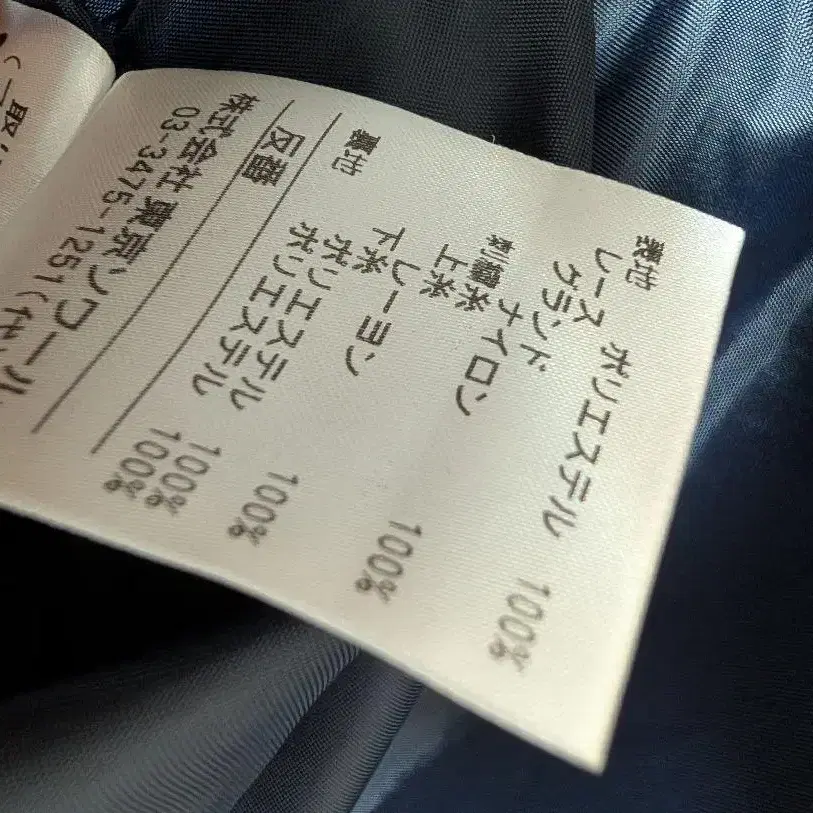 表地
レース ポリエステル 100%
グランド ナイロン 100%
刺繍糸
上糸 レーヨン 100%
下糸 ポリエステル 100%
裏地 ポリエステル 100%
反番
株式会社東京ソワール
03-3475-1251(